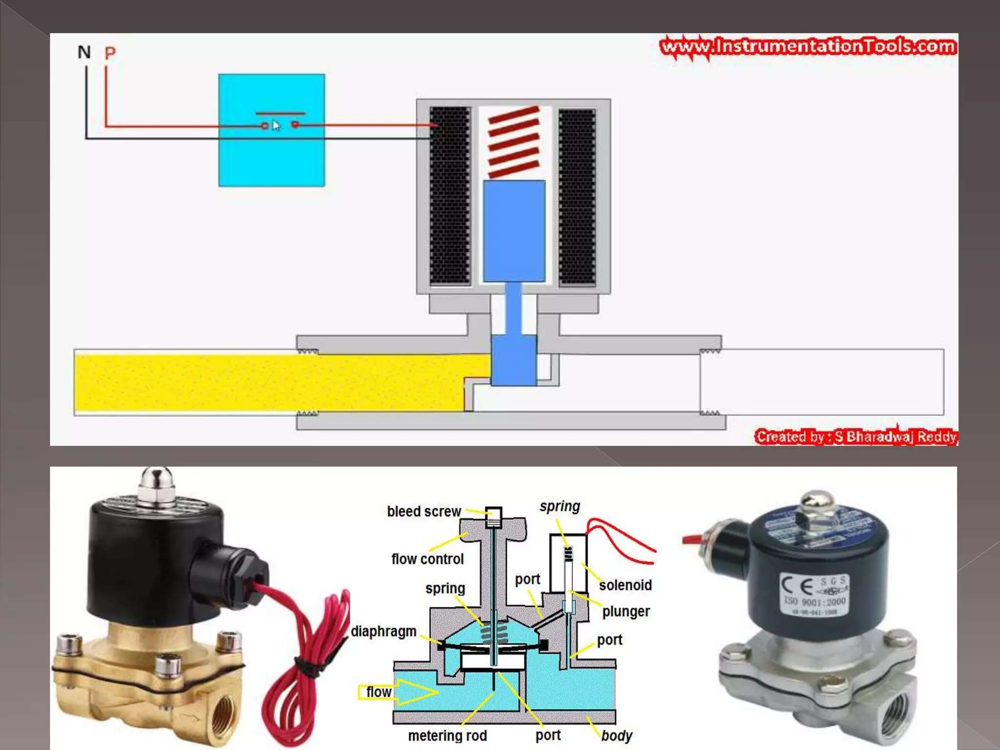 N P
www.InstrumentationTools.com
Created by : S Bharadwaj Reddy
bleed screw
spring
flow control
port
spring
solenoid
plunger
diaphragm
port
flow
metering rod
port
body
CE SGS
ISO 9001:2000